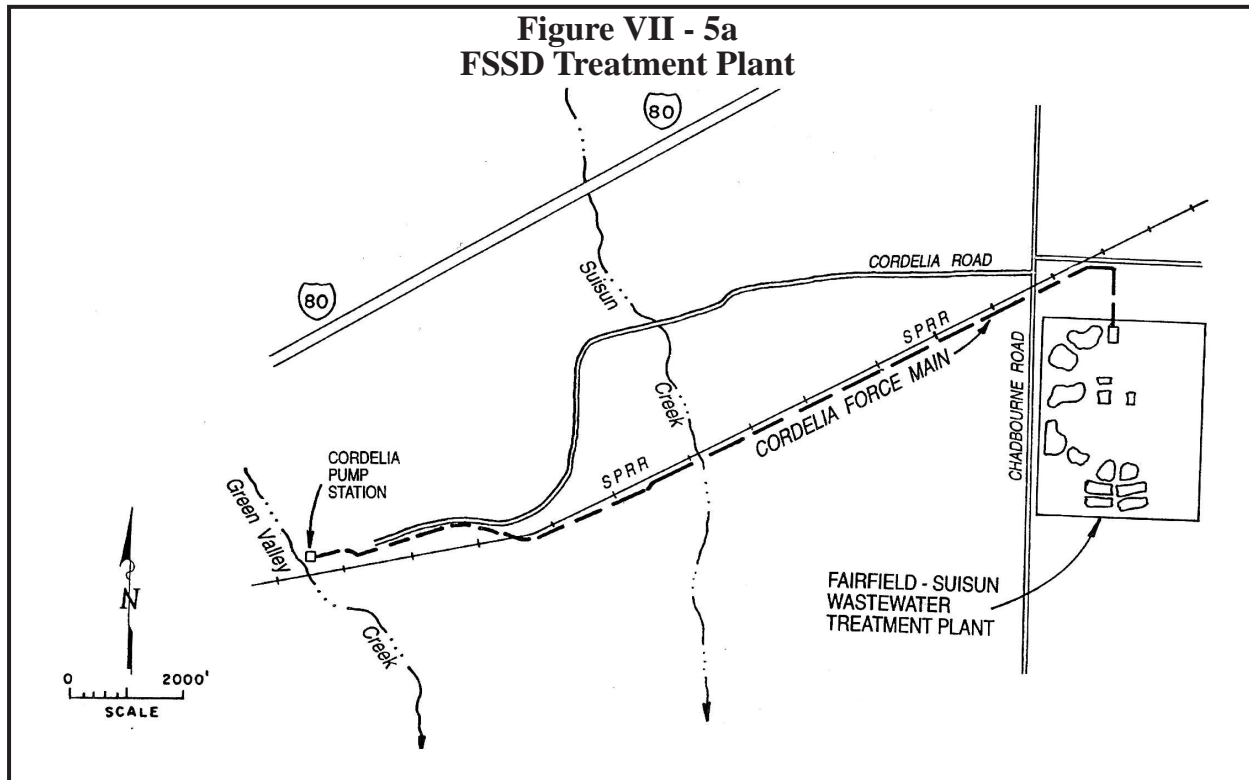 Figure VII - 5a
FSSD Treatment Plant
80
80
Suisun
Creek
CORDELIA ROAD
SPRR
CORDELIA FORCE MAIN
CHADBOURNE ROAD
SPRR
CORDELIA
PUMP
STATION
Green Valley
Creek
FAIRFIELD - SUISUN
WASTEWATER
TREATMENT PLANT
N
0 2000'
SCALE